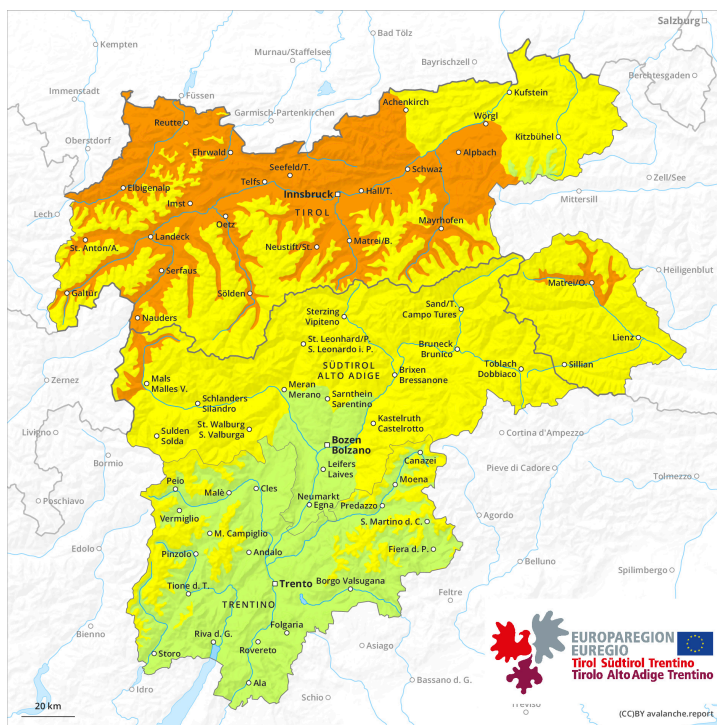 Salzburg
Kempten
Bad Tölz
Murnau/Staffelsee
Bayrischzell
Berchtesgaden
Immenstadt
Füssen
Achenkirch
Kufstein
Garmisch-Partenkirchen
Reutte
Wörgl
Oberstdorf
Kitzbühel
Ehrwald
Alpbach
Seefeld/T.
Schwaz
Zell/See
Telfs
Elbigenalp
Innsbruck
Hall/T.
Mittersill
Imst
TIROL
Lech
Oetz
Mayrhofen
Landeck
St. Anton/A.
Neustift/St.
Matrei/B.
Serfaus
Heiligenblut
Matrei/O.
Galtür
Sölden
Sand/T.
Campo Tures
Nauders
Sterzing
Vipiteno
Lienz
St. Leonhard/P.
S. Leonardo i. P.
Bruneck
Brunico
Toblach
Dobbiaco
Sillian
SÜDTIROL
ALTO ADIGE
Brixen
Bressanone
Zernez
Mals
Malles V.
Meran
Merano
Sarnthein
Sarentino
Schlanders
Silandro
St. Walburg
S. Valburga
Kastelruth
Castelrotto
Livigno
Sulden
Solda
Cortina d'Ampezzo
Bozen
Bolzano
Canazei
Bormio
Leifers
Laives
Pieve di Cadore
Tolmezzo
Peio
Malè
Cles
Moena
Poschiavo
Neumarkt
Egna
Predazzo
Agordo
Vermiglio
S. Martino d. C.
M. Campiglio
Edolo
Pinzolo
Andalo
Fiera d. P.
Belluno
Spilimbergo
Tione d. T.
Trento
Borgo Valsugana
Feltre
TRENTINO
Folgaria
Bienno
Riva d. G.
Rovereto
Asiago
Storo
Bassano d. G.
Ala
Idro
Schio
Treviso
EUROPAREGION
EUREGIO
Tirol Südtirol Trentino
Tirolo Alto Adige Trentino
20 km
(CC)BY avalanche.report